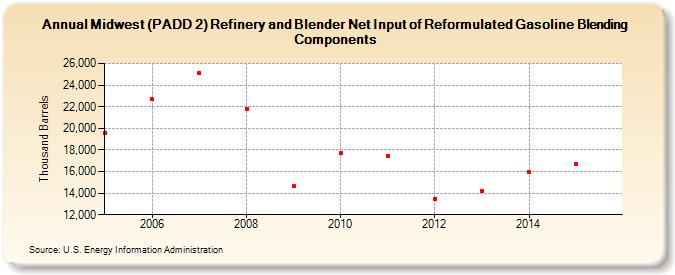 Annual Midwest (PADD 2) Refinery and Blender Net Input of Reformulated Gasoline Blending
Components
Thousand Barrels
26,000
24,000
22,000
20,000
18,000
16,000
14,000
12,000
2006 2008 2010 2012 2014
Source: U.S. Energy Information Administration